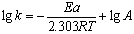 lg k = − Ea / 2.303RT + lg A